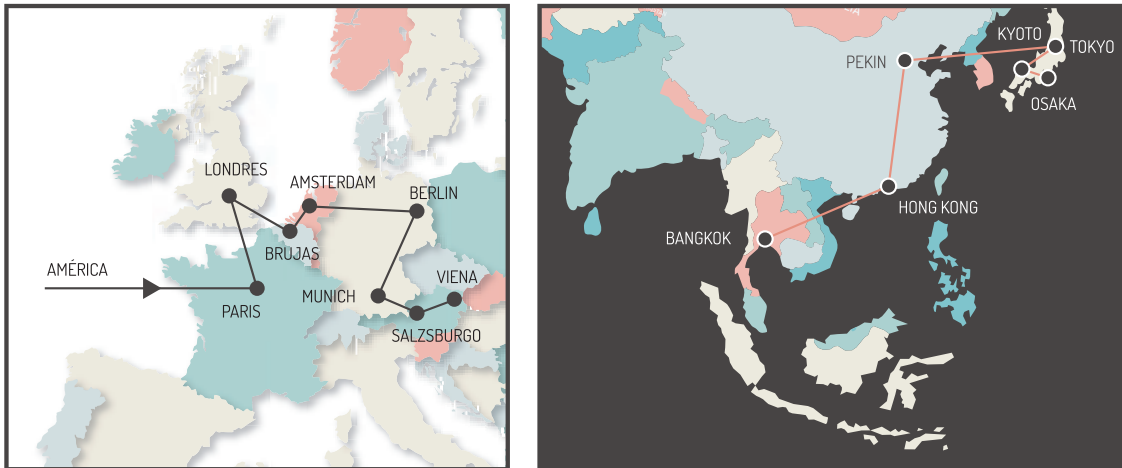 LONDRES
AMSTERDAM
BERLIN
BRUJAS
AMÉRICA
VIENA
MUNICH
PARIS
SALZSBURGO
KYOTO
TOKYO
PEKIN
OSAKA
HONG KONG
BANGKOK